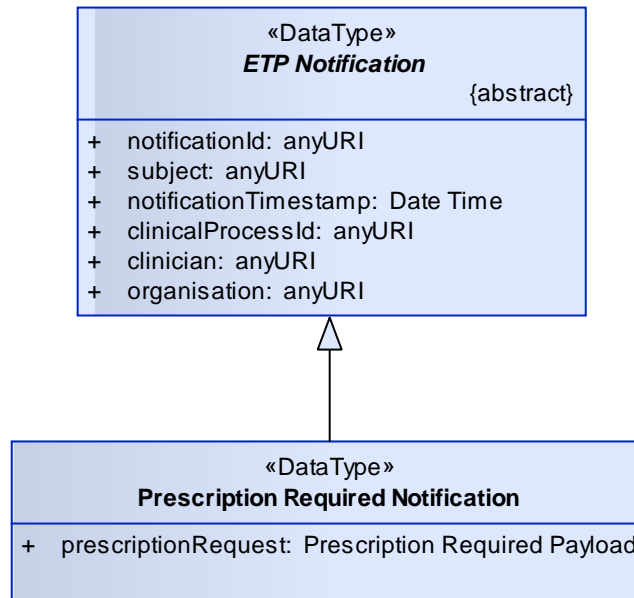 «DataType»
ETP Notification
{abstract}
+ notificationId: anyURI
+ subject: anyURI
+ notificationTimestamp: Date Time
+ clinicalProcessId: anyURI
+ clinician: anyURI
+ organisation: anyURI
«DataType»
Prescription Required Notification
+ prescriptionRequest: Prescription Required Payload